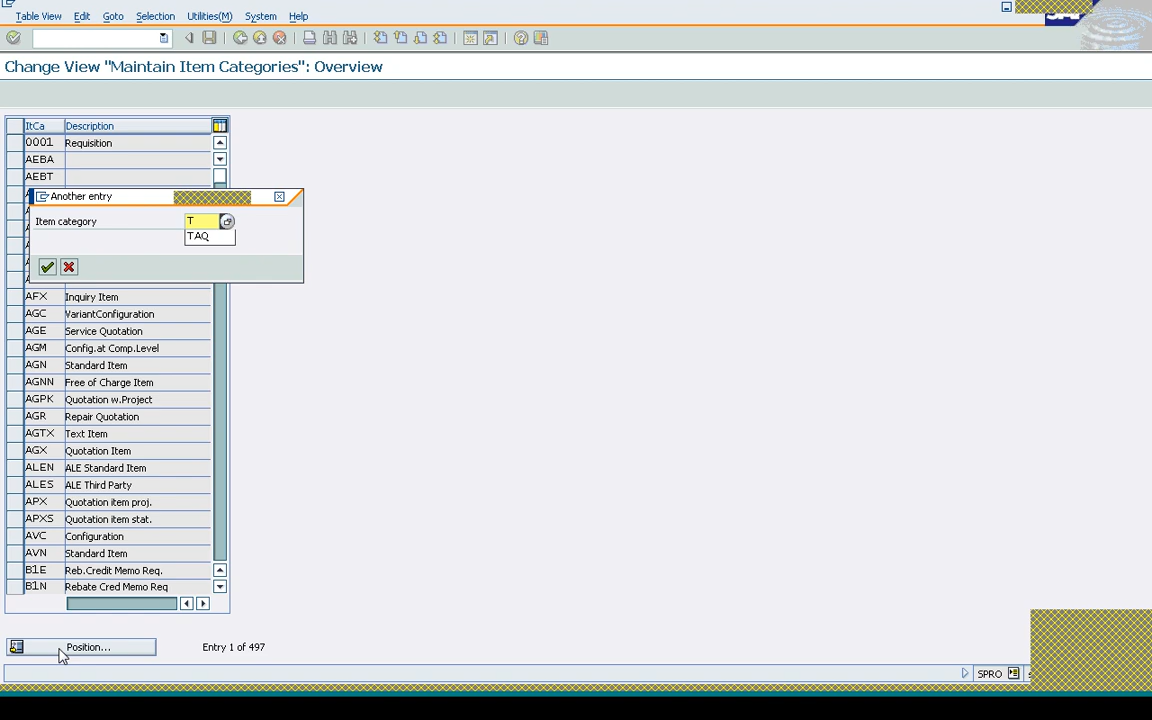 Table View Edit Goto Selection Utilities(M) System Help
Change View "Maintain Item Categories": Overview
ItCa Description
0001 Requisition
AEBA
AEBT
Another entry
Item category T
TAQ
AFX Inquiry Item
AGC VariantConfiguration
AGE Service Quotation
AGM Config.at Comp.Level
AGN Standard Item
AGNN Free of Charge Item
AGPK Quotation w.Project
AGR Repair Quotation
AGTX Text Item
AGX Quotation Item
ALEN ALE Standard Item
ALES ALE Third Party
APX Quotation item proj.
APXS Quotation item stat.
AVC Configuration
AVN Standard Item
B1E Reb.Credit Memo Req.
B1N Rebate Cred Memo Req
Position... Entry 1 of 497
SPRO